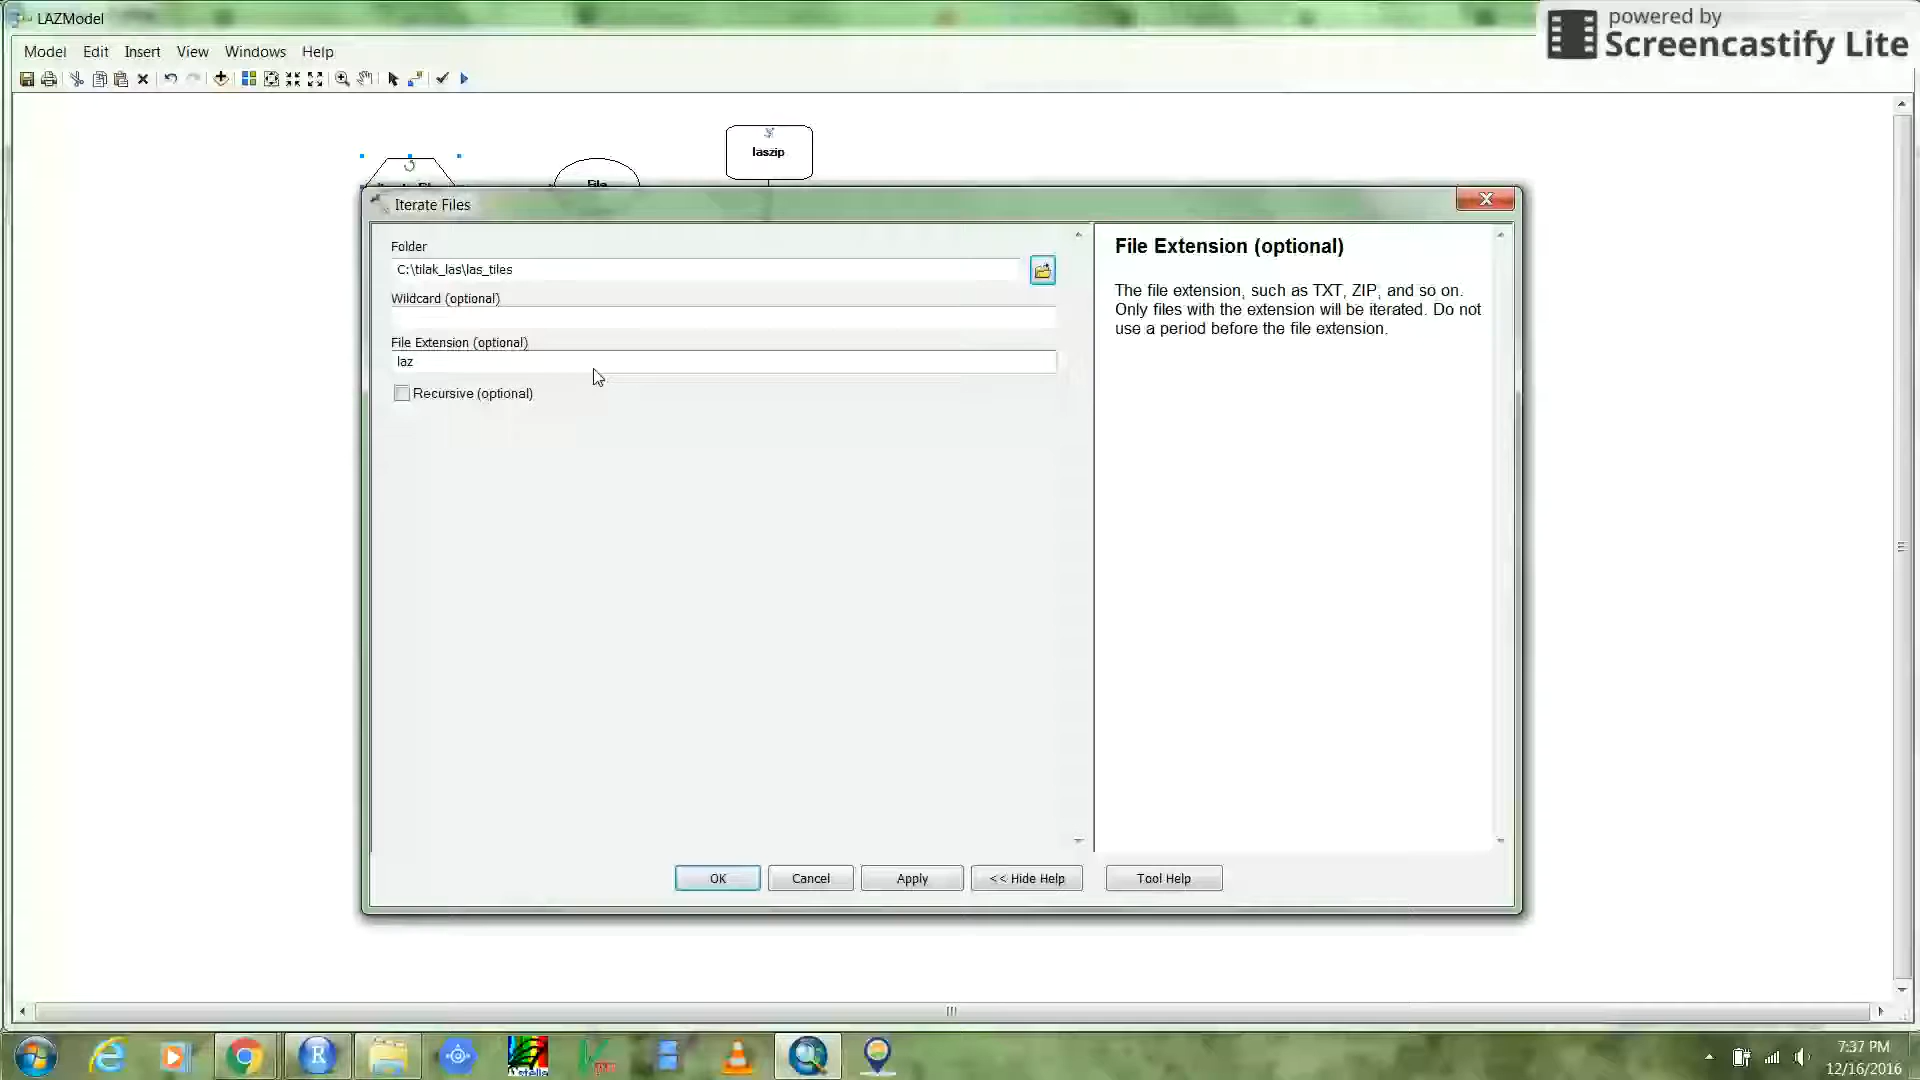 LAZModel
powered by
Screencastify Lite
Model Edit Insert View Windows Help
laszip
File
Iterate Files
Folder
C:\tilak_las\las_tiles
Wildcard (optional)
File Extension (optional)
laz
Recursive (optional)
File Extension (optional)
The file extension, such as TXT, ZIP, and so on.
Only files with the extension will be iterated. Do not
use a period before the file extension.
OK Cancel Apply << Hide Help Tool Help
stella
7:37 PM
12/16/2016